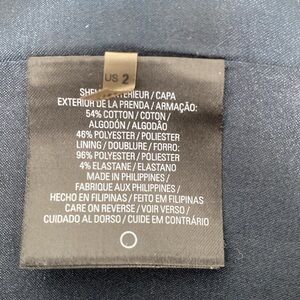 US 2
EXTÉRIEUR / CAPA
EXTERIOR DE LA PRENDA / ARMAÇÃO:
54% COTTON / COTON /
ALGODÓN / ALGODÃO
46% POLYESTER / POLIESTER
LINING / DOUBLURE / FORRO:
96% POLYESTER / POLIESTER
4% ELASTANE / ELASTANO
MADE IN PHILIPPINES /
FABRIQUE AUX PHILIPPINES /
HECHO EN FILIPINAS / FEITO EM FILIPINAS
CARE ON REVERSE / VOIR VERSO /
CUIDADO AL DORSO / CUIDE EM CONTRÁRIO